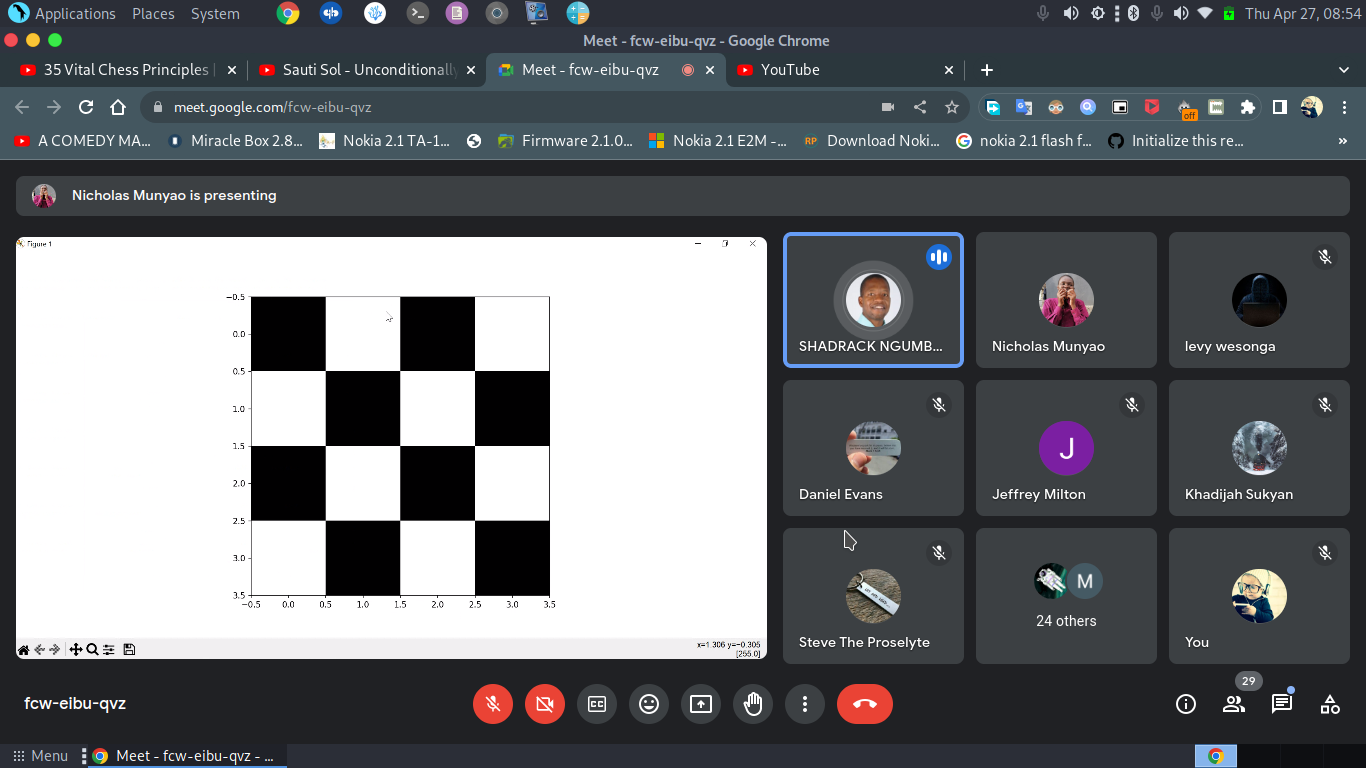 Applications Places System Thu Apr 27, 08:54
Meet - fcw-eibu-qvz - Google Chrome
35 Vital Chess Principles Sauti Sol - Unconditionally Meet - fcw-eibu-qvz YouTube
meet.google.com/fcw-eibu-qvz
off
A COMEDY MA... Miracle Box 2.8... Nokia 2.1 TA-1... Firmware 2.1.0... Nokia 2.1 E2M -... RP Download Noki... nokia 2.1 flash f... Initialize this re... »
Nicholas Munyao is presenting
Figure 1
−0.5
0.0
0.5
1.0
1.5
2.0
2.5
3.0
3.5
−0.5 0.0 0.5 1.0 1.5 2.0 2.5 3.0 3.5
x=1.306 y=−0.305
[255.0]
SHADRACK NGUMB...
Nicholas Munyao
levy wesonga
Daniel Evans
J
Jeffrey Milton
Khadijah Sukyan
Steve The Proselyte
M
24 others
You
fcw-eibu-qvz
CC
29
Menu Meet - fcw-eibu-qvz - ...